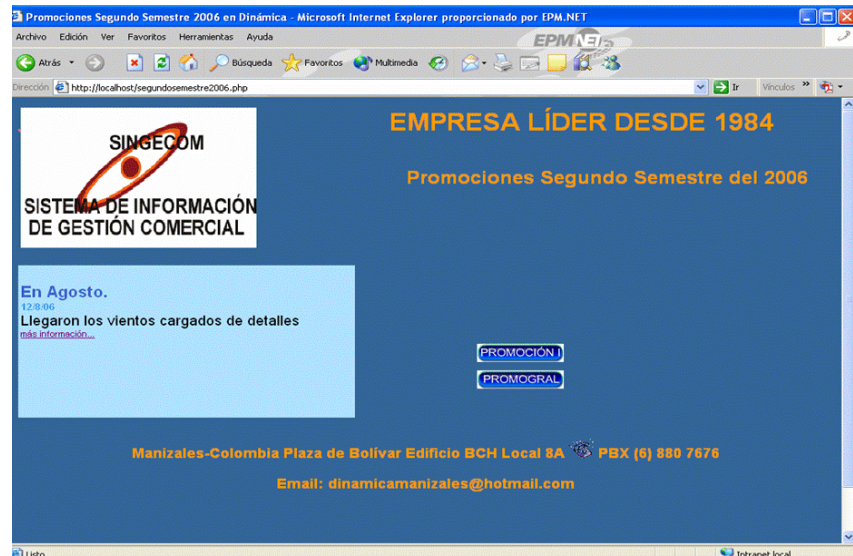 Promociones Segundo Semestre 2006 en Dinámica - Microsoft Internet Explorer proporcionado por EPM.NET
Archivo Edición Ver Favoritos Herramientas Ayuda
EPM NET
Atrás Búsqueda Favoritos Multimedia
Dirección http://localhost/segundosemestre2006.php Ir Vínculos »
SINGECOM
SISTEMA DE INFORMACIÓN
DE GESTIÓN COMERCIAL
EMPRESA LÍDER DESDE 1984
Promociones Segundo Semestre del 2006
En Agosto.
12/8/06
Llegaron los vientos cargados de detalles
más información...
PROMOCIÓN I
PROMOGRAL
Manizales-Colombia Plaza de Bolívar Edificio BCH Local 8A PBX (6) 880 7676
Email: dinamicamanizales@hotmail.com
Listo Intranet local